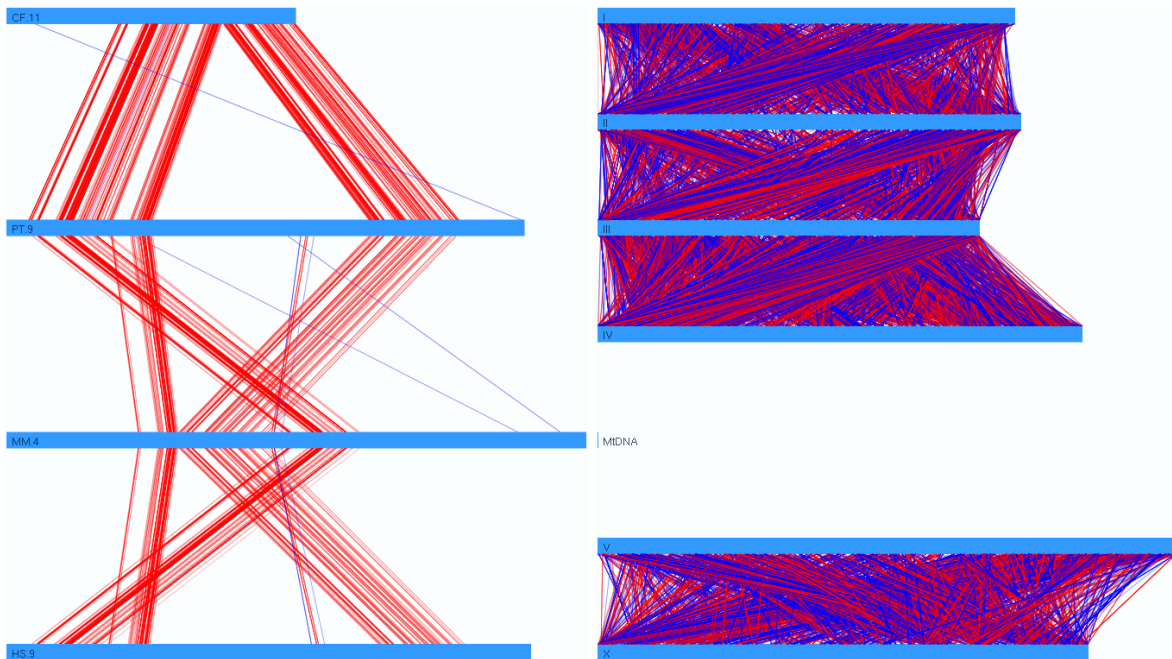 CF.11
PT.9
MM.4
HS.9
I
II
III
IV
MtDNA
V
X